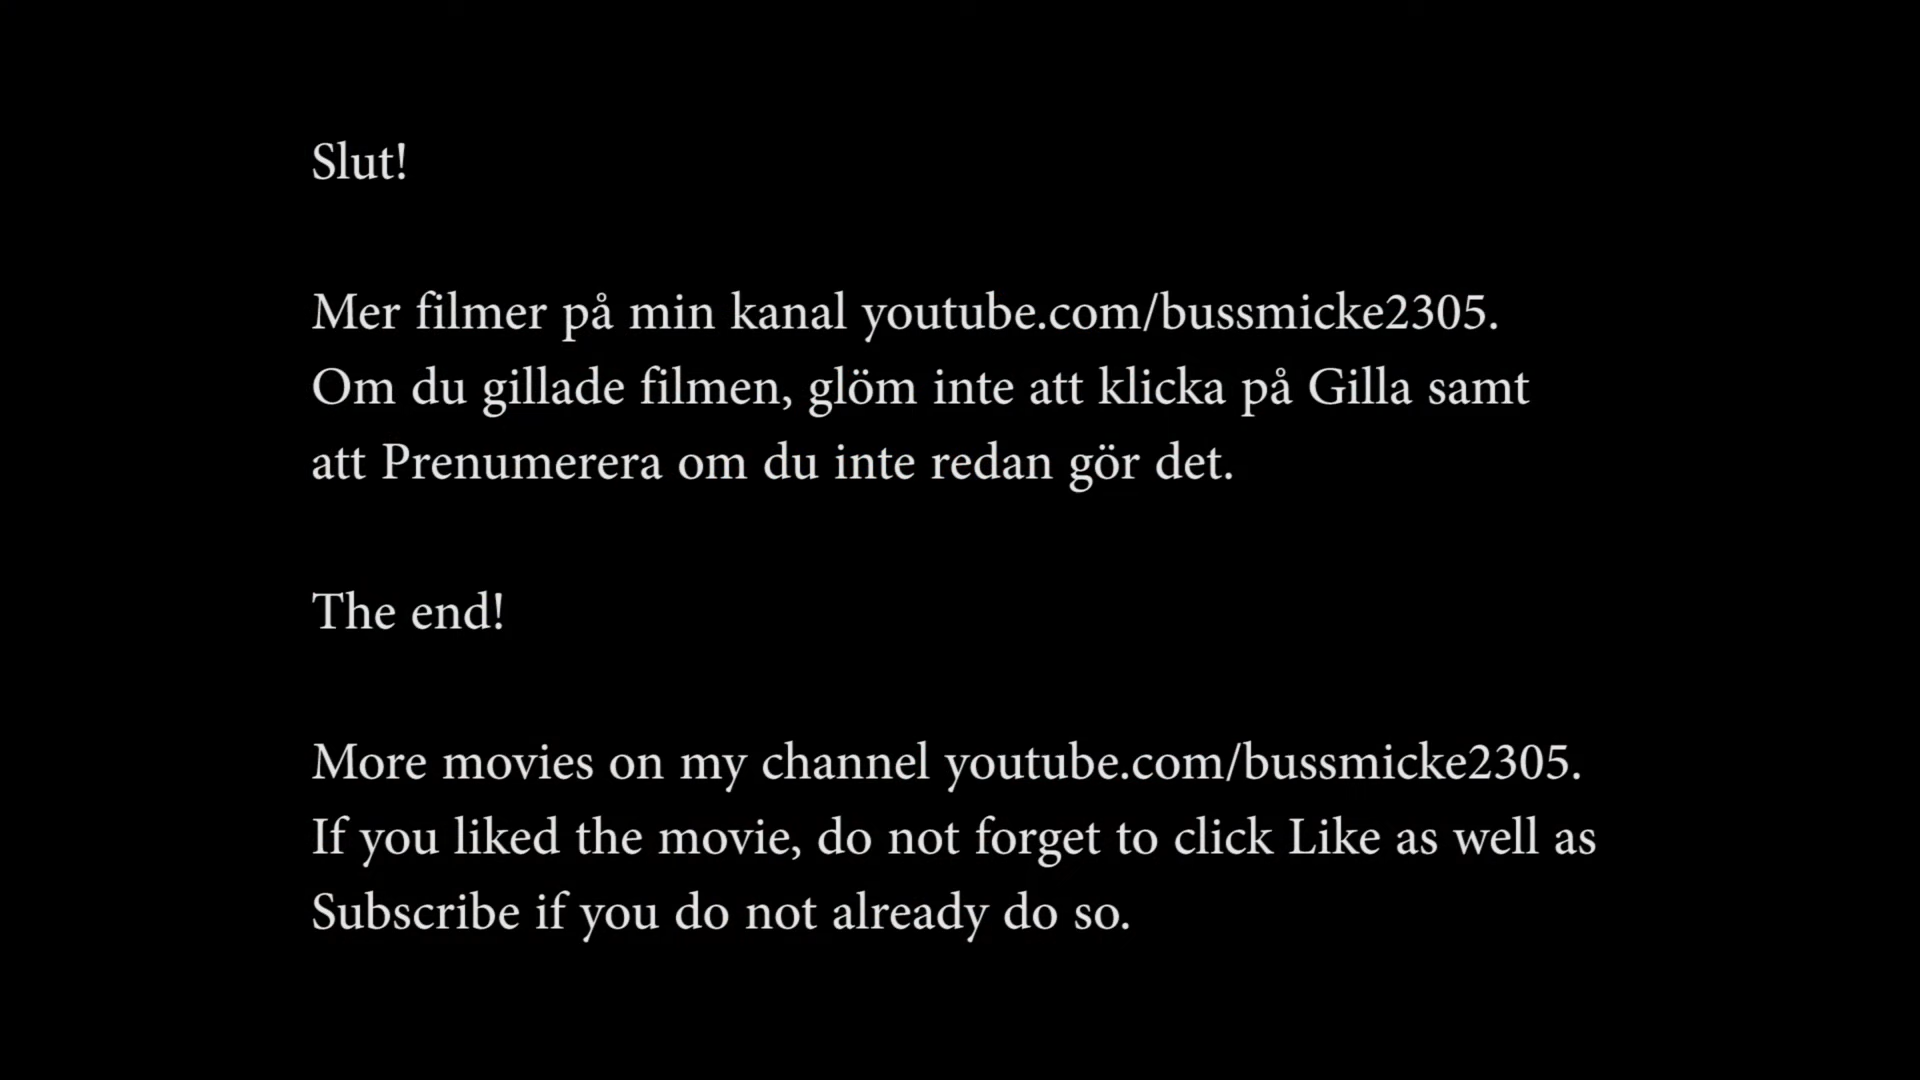 Slut!
Mer filmer på min kanal youtube.com/bussmicke2305.
Om du gillade filmen, glöm inte att klicka på Gilla samt
att Prenumerera om du inte redan gör det.
The end!
More movies on my channel youtube.com/bussmicke2305.
If you liked the movie, do not forget to click Like as well as
Subscribe if you do not already do so.